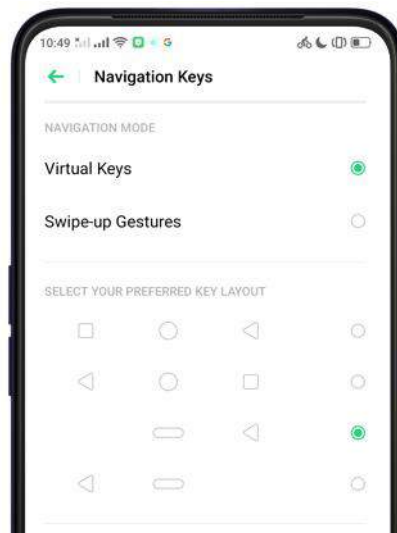 10:49
Navigation Keys
NAVIGATION MODE
Virtual Keys
Swipe-up Gestures
SELECT YOUR PREFERRED KEY LAYOUT